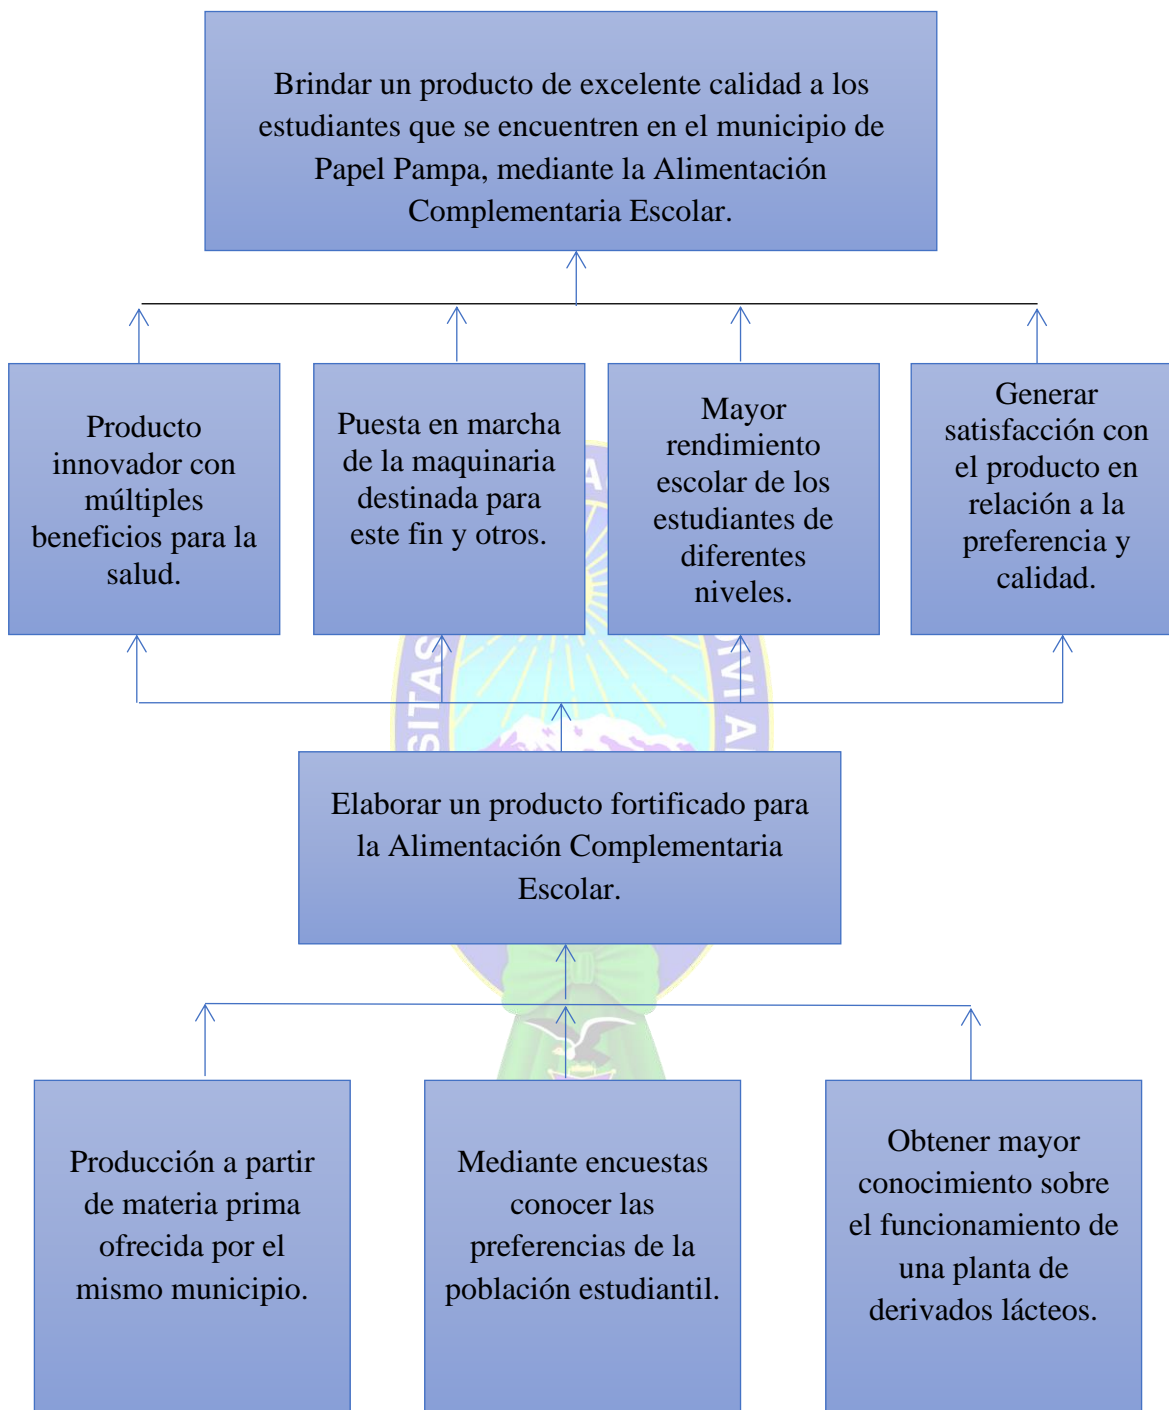 Brindar un producto de excelente calidad a los
estudiantes que se encuentren en el municipio de
Papel Pampa, mediante la Alimentación
Complementaria Escolar.
Producto
innovador con
múltiples
beneficios para la
salud.
Puesta en marcha
de la maquinaria
destinada para
este fin y otros.
Mayor
rendimiento
escolar de los
estudiantes de
diferentes
niveles.
Generar
satisfacción con
el producto en
relación a la
preferencia y
calidad.
Elaborar un producto fortificado para
la Alimentación Complementaria
Escolar.
Producción a partir
de materia prima
ofrecida por el
mismo municipio.
Mediante encuestas
conocer las
preferencias de la
población estudiantil.
Obtener mayor
conocimiento sobre
el funcionamiento de
una planta de
derivados lácteos.